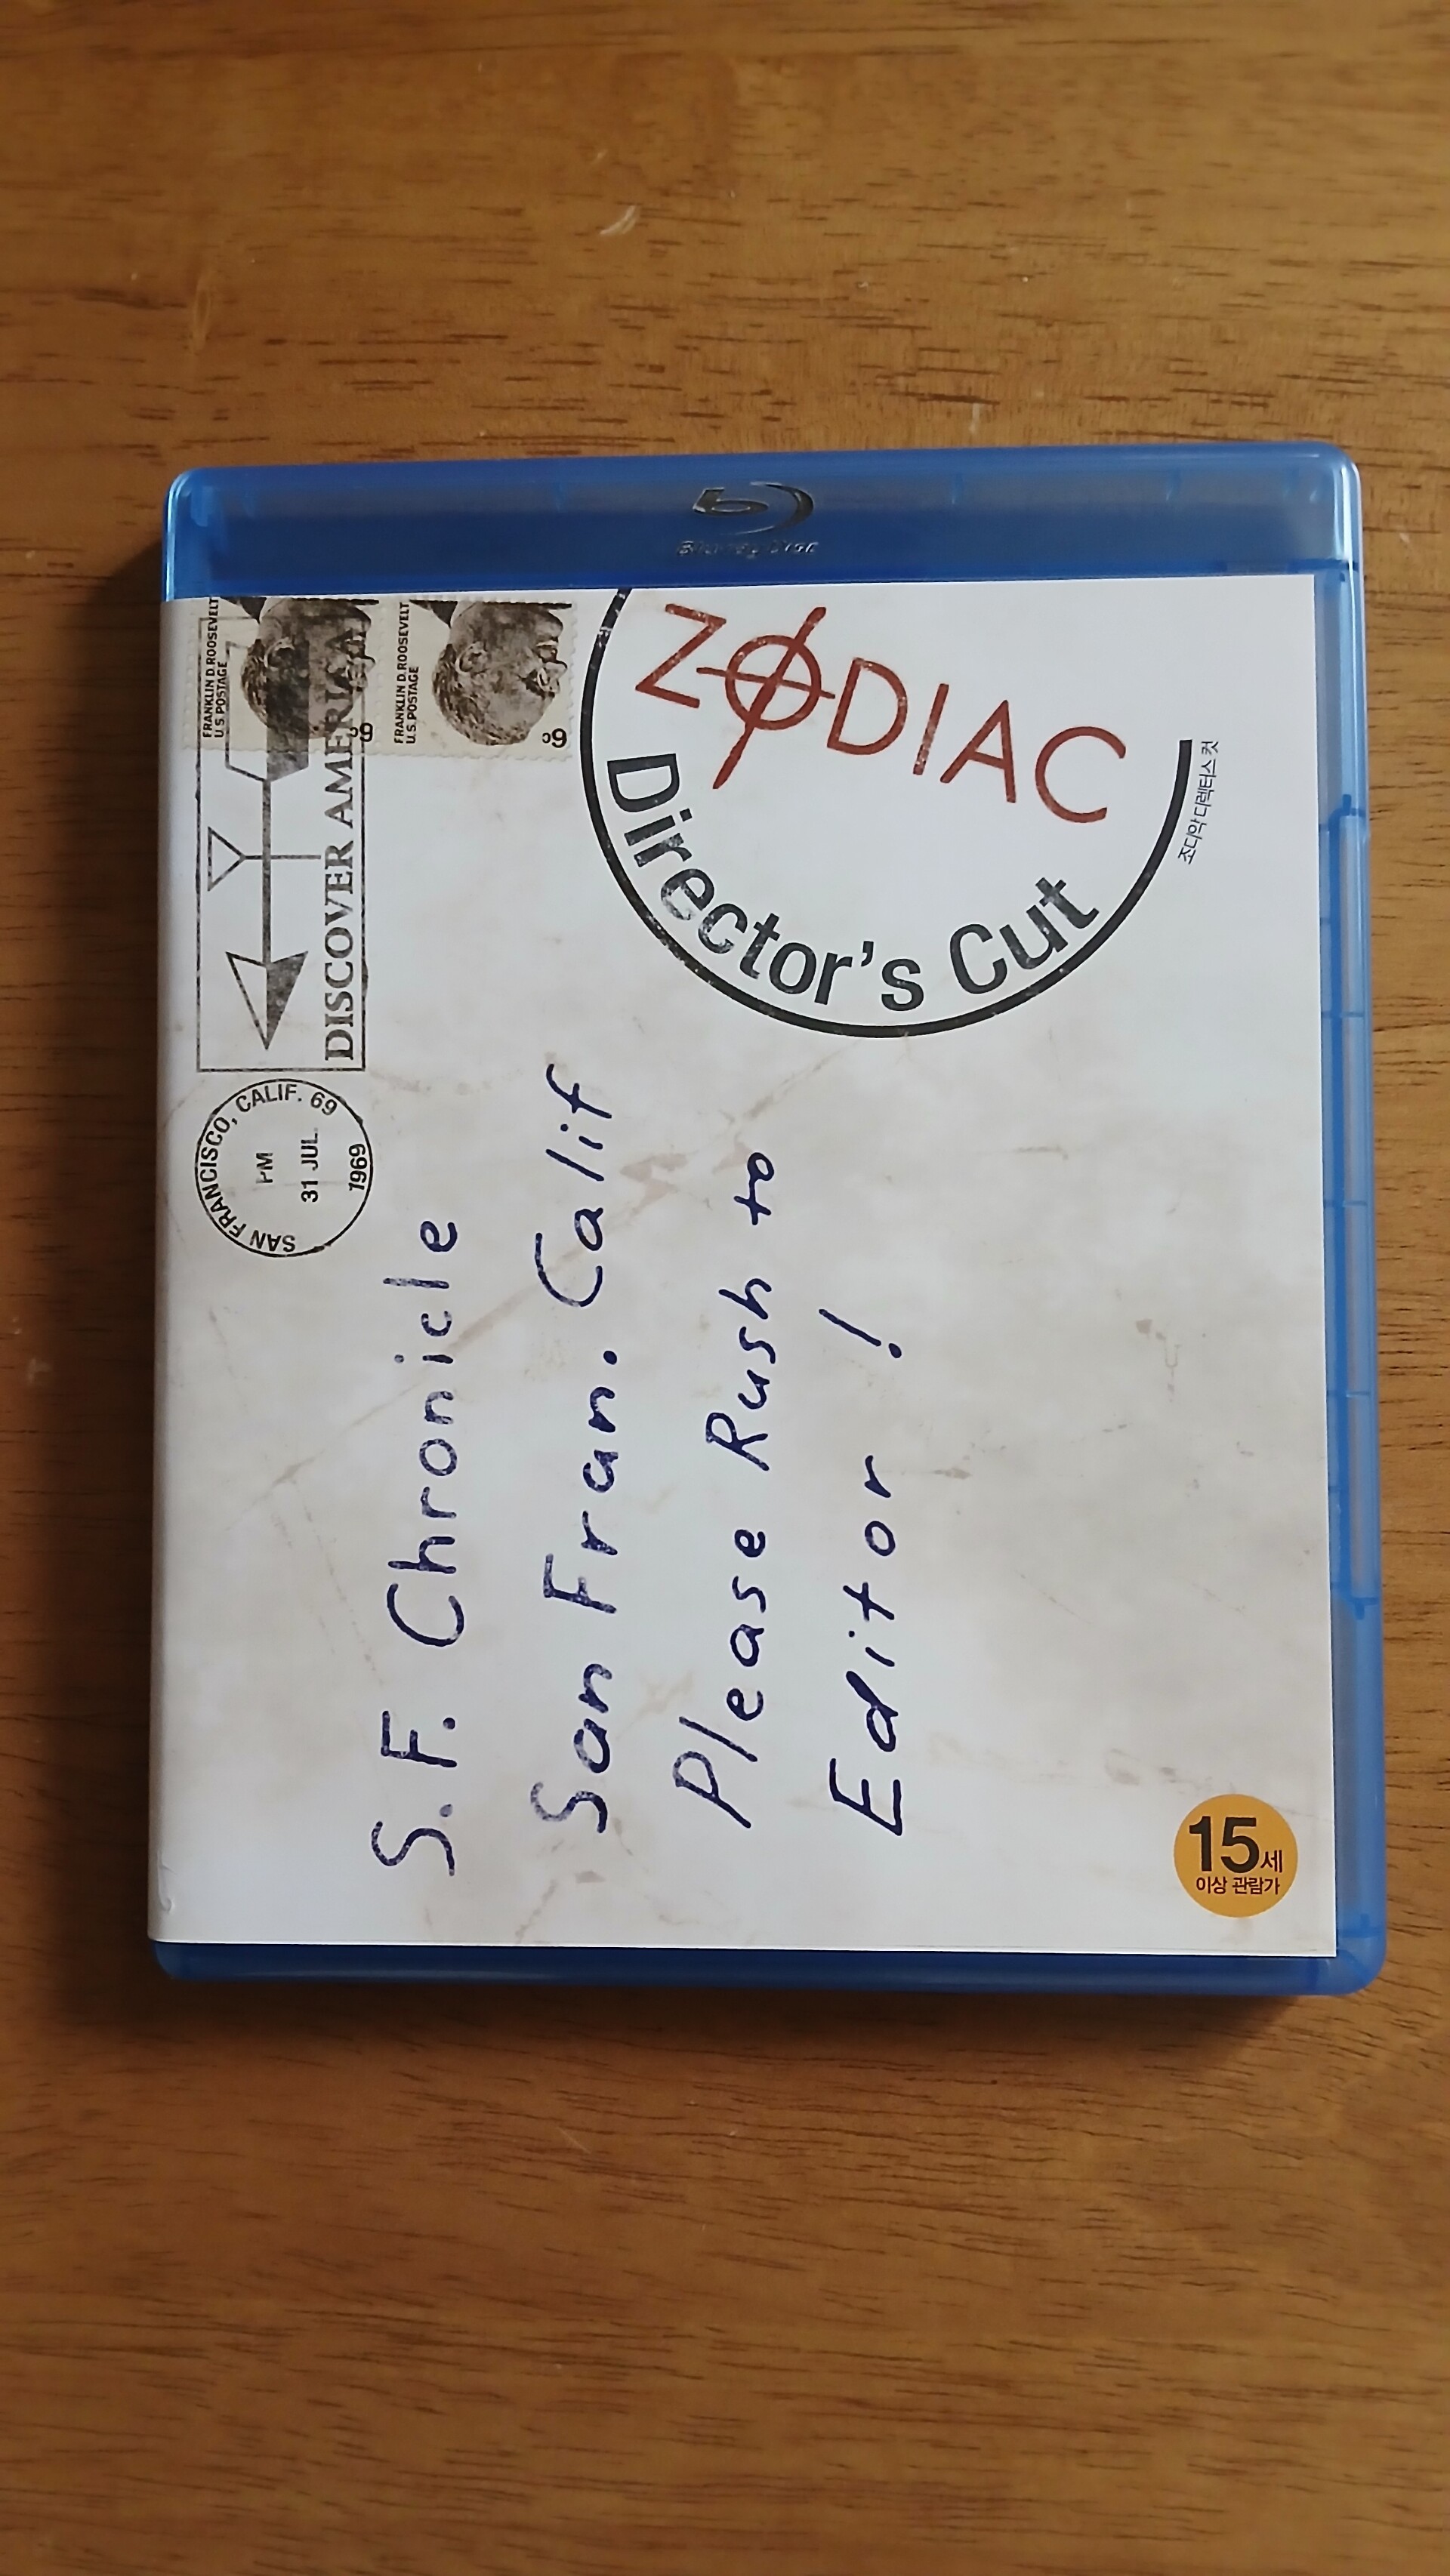 Blu-ray Disc
FRANKLIN D. ROOSEVELT
U.S. POSTAGE
6c
FRANKLIN D. ROOSEVELT
U.S. POSTAGE
6c
DISCOVER AMERICA
SAN FRANCISCO, CALIF. 69
PM
31 JUL.
1969
ZODIAC
Director's Cut
조디악 디렉터스 컷
S.F. Chronicle
San Fran. Calif
Please Rush to
Editor!
15세
이상 관람가